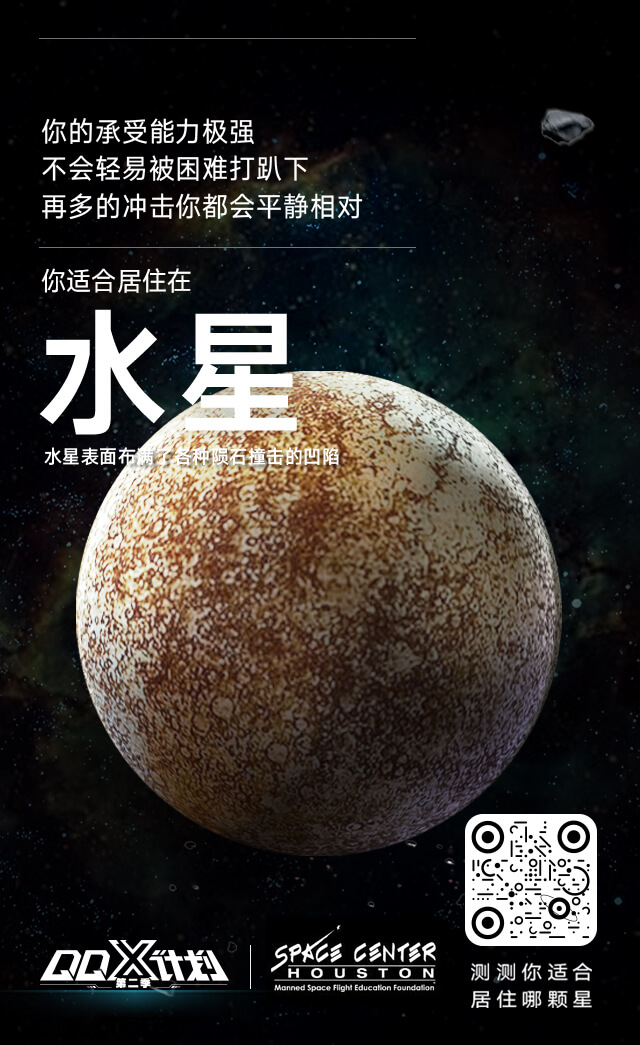 你的承受能力极强
不会轻易被困难打趴下
再多的冲击你都会平静相对
你适合居住在
水星
水星表面布满了各种陨石撞击的凹陷
QQX计划
第二季
SPACE CENTER
HOUSTON
Manned Space Flight Education Foundation
测测你适合
居住哪颗星